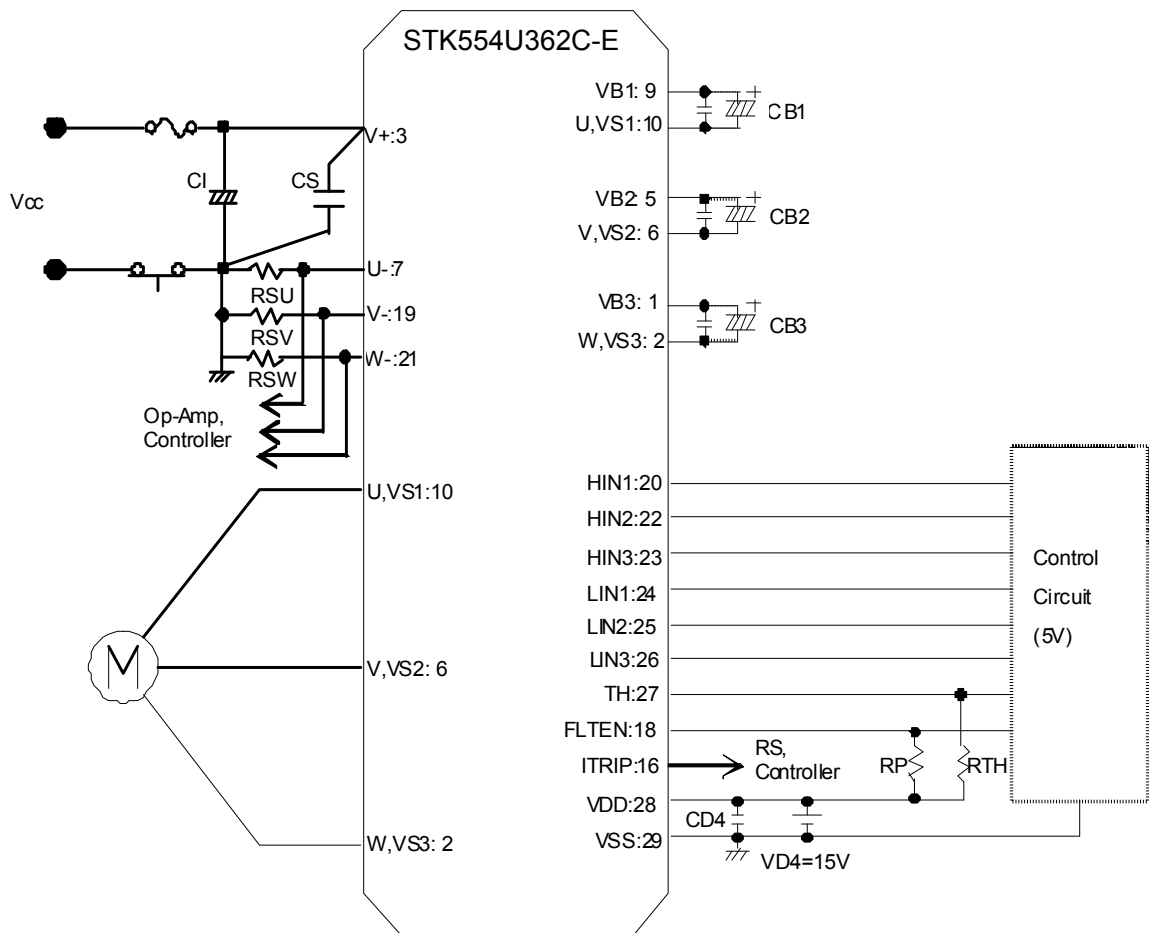 STK554U362C-E
VB1: 9
+
CB1
U,VS1:10
V+:3
CI
CS
Vcc
VB2: 5
+
CB2
V,VS2: 6
U-:7
RSU
V-:19
RSV
W-:21
RSW
VB3: 1
+
CB3
W,VS3: 2
Op-Amp,
Controller
U,VS1:10
HIN1:20
HIN2:22
HIN3:23
LIN1:24
LIN2:25
LIN3:26
TH:27
FLTEN:18
ITRIP:16
VDD:28
VSS:29
Control
Circuit
(5V)
RS,
Controller
RP
RTH
CD4
VD4=15V
M
V,VS2: 6
W,VS3: 2